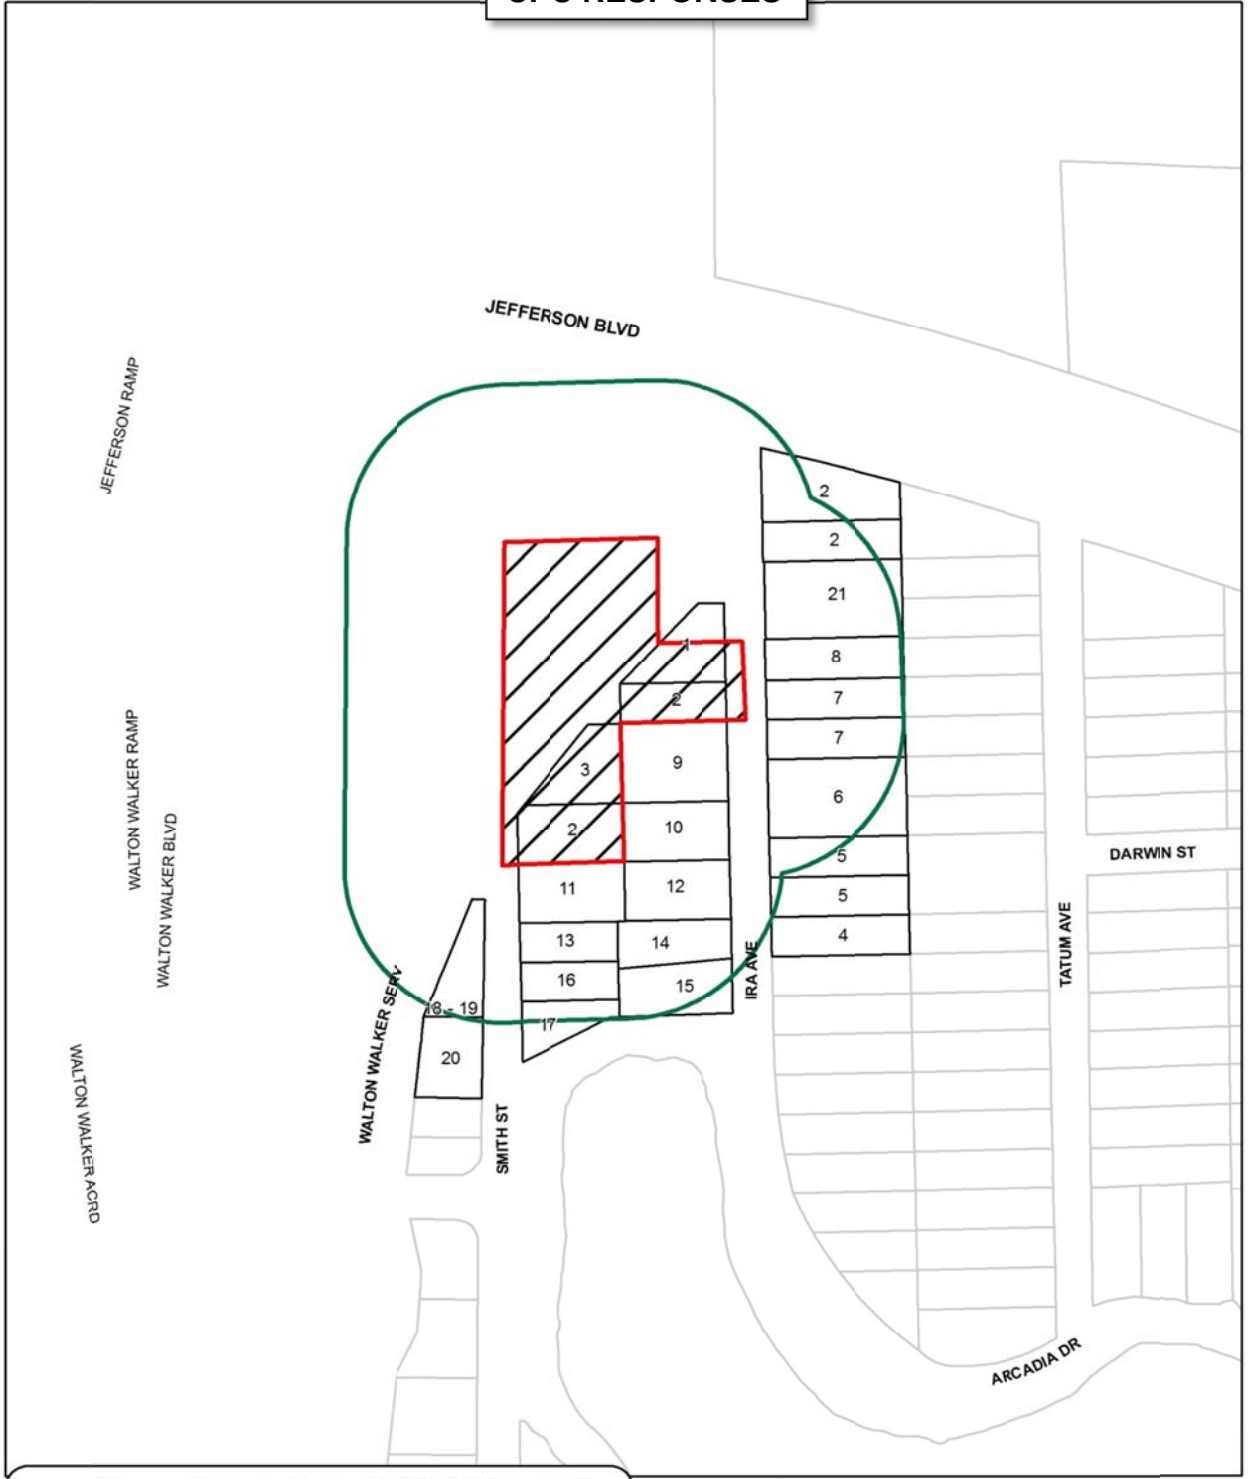 JEFFERSON BLVD
JEFFERSON RAMP
2
2
21
1
8
2
7
WALTON WALKER RAMP
7
9
3
6
10
2
WALTON WALKER BLVD
5
DARWIN ST
11
12
5
13
14
4
IRA AVE
TATUM AVE
16
15
18 - 19
17
WALTON WALKER SERV
20
SMITH ST
WALTON WALKER ACRD
ARCADIA DR